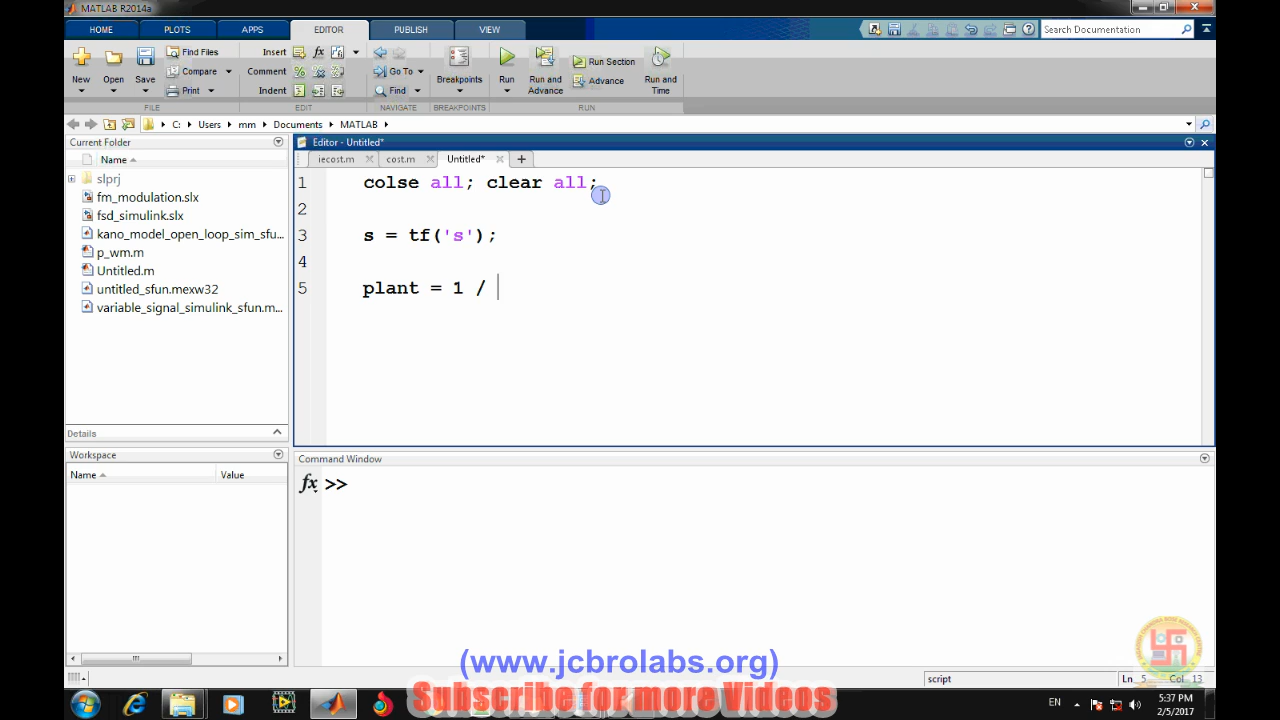 MATLAB R2014a
HOME PLOTS APPS EDITOR PUBLISH VIEW Search Documentation
New Open Save Find Files Compare Print Insert Comment Indent Go To Find Breakpoints Run Run and Advance Run Section Advance Run and Time
FILE EDIT NAVIGATE BREAKPOINTS RUN
C: Users mm Documents MATLAB
Current Folder
Name
slprj
fm_modulation.slx
fsd_simulink.slx
kano_model_open_loop_sim_sfu...
p_wm.m
Untitled.m
untitled_sfun.mexw32
variable_signal_simulink_sfun.m...
Details
Workspace
Name Value
Editor - Untitled*
iecost.m cost.m Untitled* +
1 colse all; clear all;
2
3 s = tf('s');
4
5 plant = 1 /
Command Window
fx >>
(www.jcbrolabs.org)
script Ln 5 Col 13
Subscribe for more Videos
EN 5:37 PM
2/5/2017